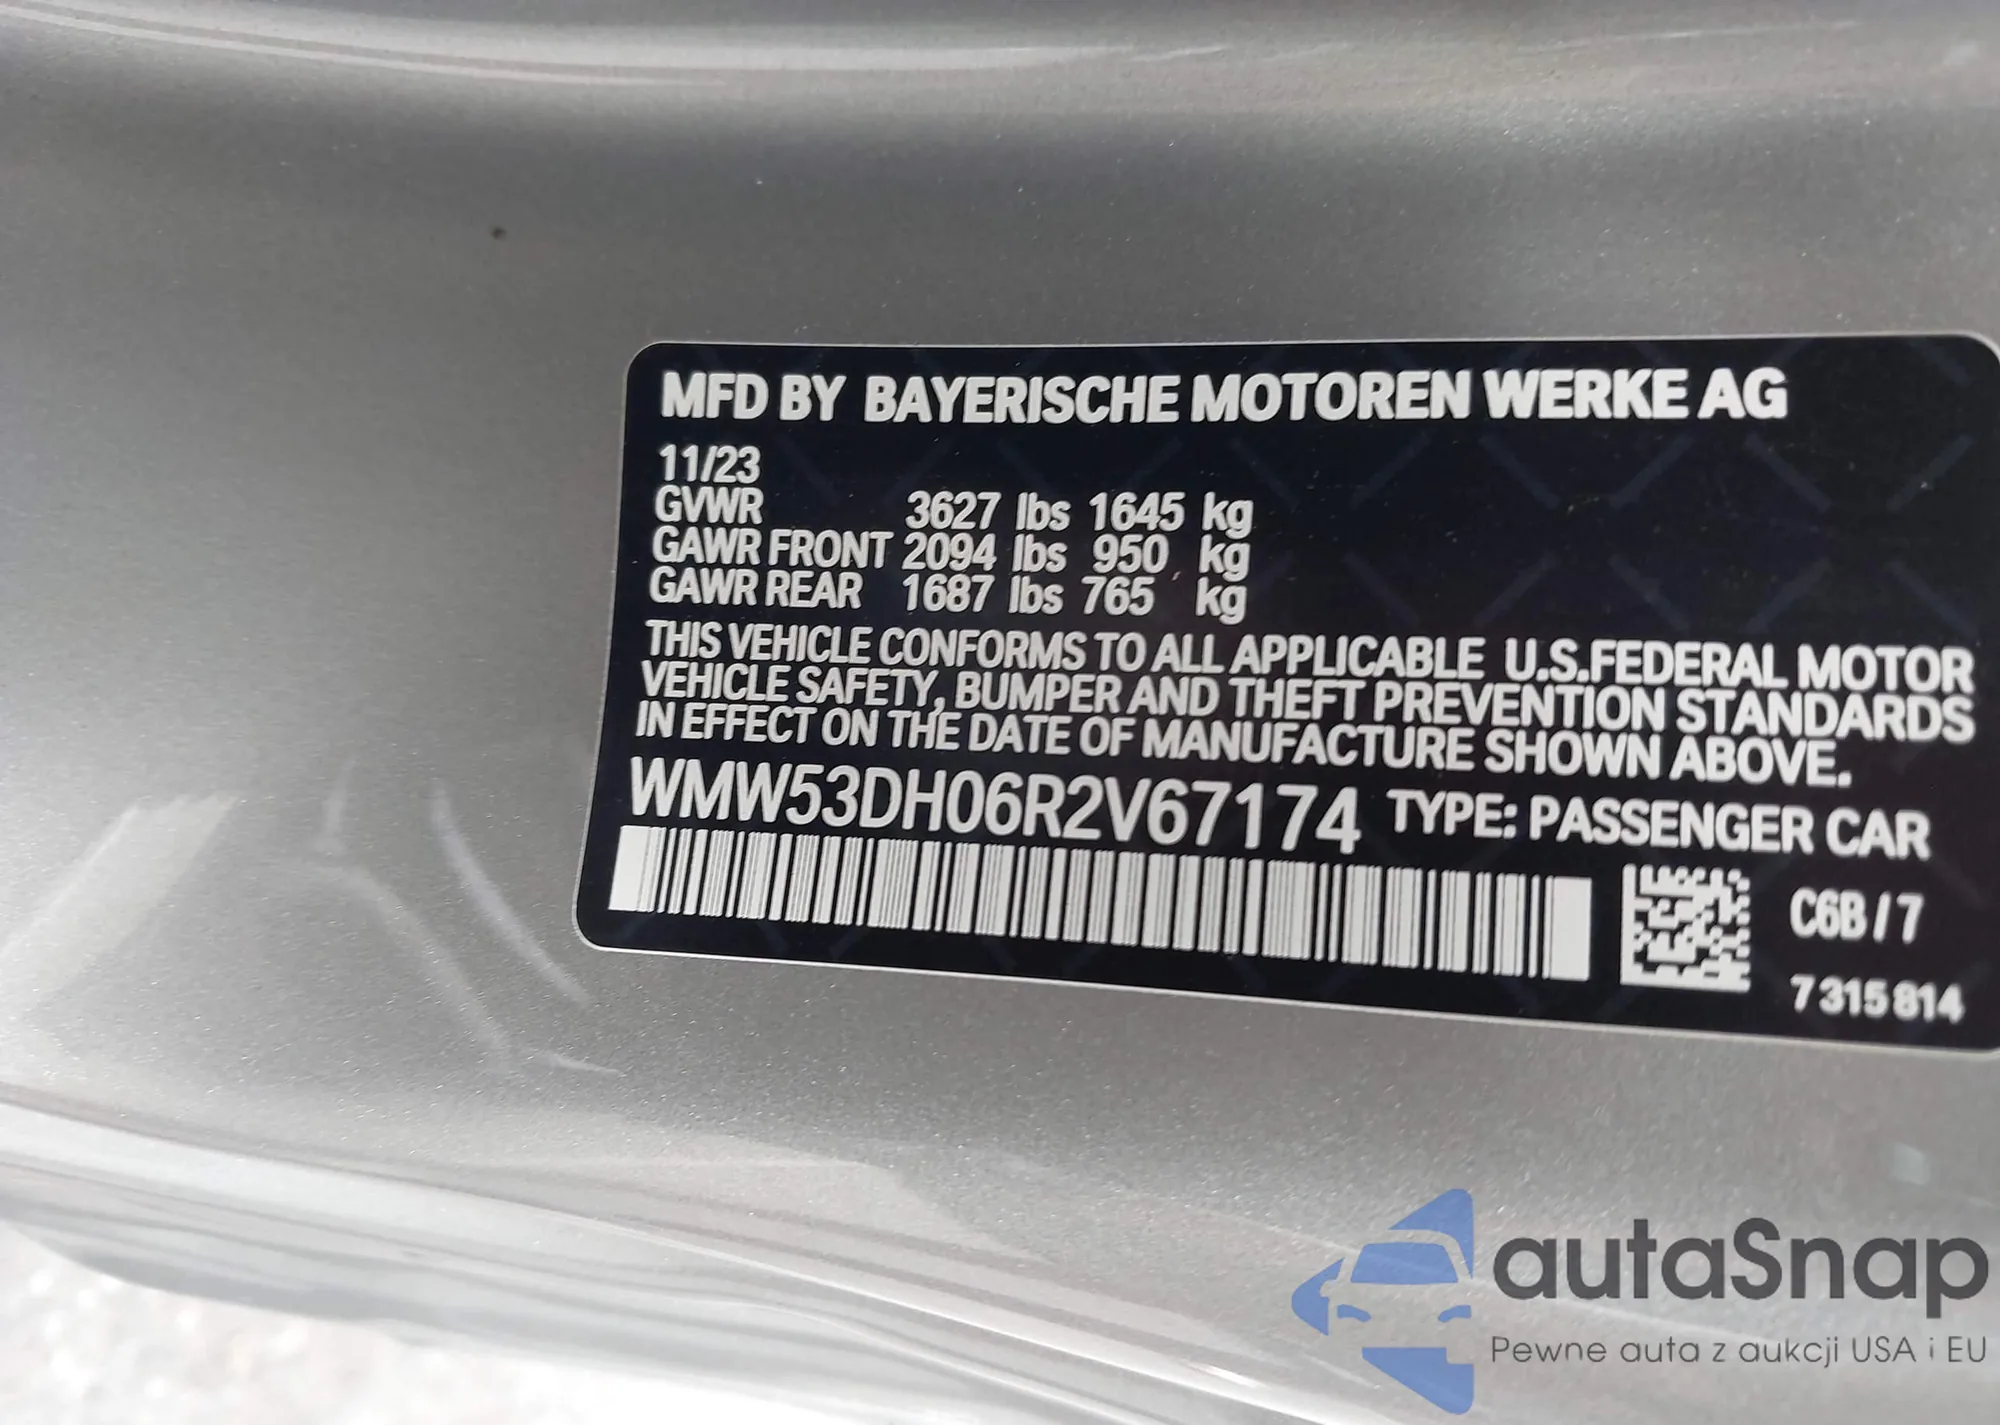 MFD BY BAYERISCHE MOTOREN WERKE AG
11/23
GVWR 3627 lbs 1645 kg
GAWR FRONT 2094 lbs 950 kg
GAWR REAR 1687 lbs 765 kg
THIS VEHICLE CONFORMS TO ALL APPLICABLE U.S.FEDERAL MOTOR
VEHICLE SAFETY, BUMPER AND THEFT PREVENTION STANDARDS
IN EFFECT ON THE DATE OF MANUFACTURE SHOWN ABOVE.
WMW53DH06R2V67174 TYPE: PASSENGER CAR
C6B/7
7315814
autaSnap
Pewne auta z aukcji USA i EU